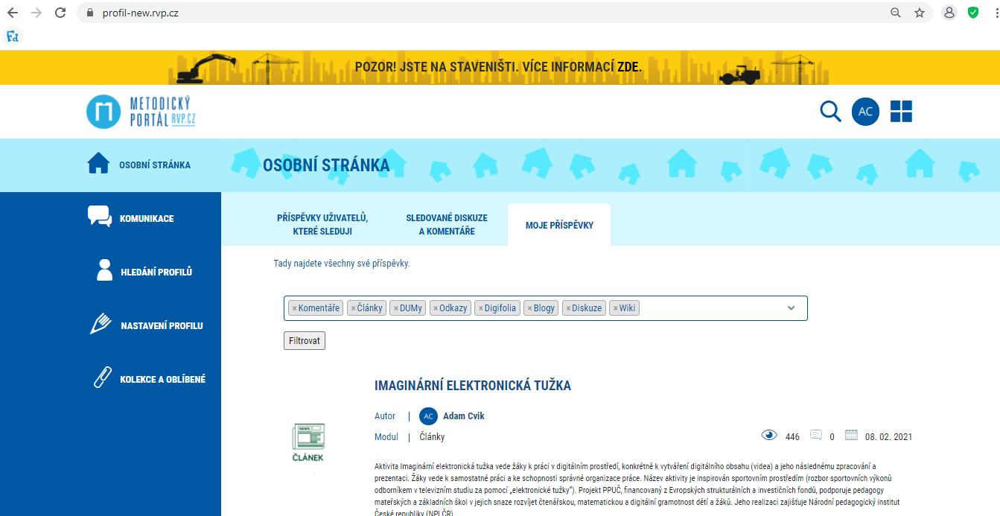 profil-new.rvp.cz
Fd
POZOR! JSTE NA STAVENIŠTI. VÍCE INFORMACÍ ZDE.
METODICKÝ
PORTÁL RVP.CZ
AC
OSOBNÍ STRÁNKA
OSOBNÍ STRÁNKA
KOMUNIKACE
HLEDÁNÍ PROFILŮ
NASTAVENÍ PROFILU
KOLEKCE A OBLÍBENÉ
PŘÍSPĚVKY UŽIVATELŮ,
KTERÉ SLEDUJI
SLEDOVANÉ DISKUZE
A KOMENTÁŘE
MOJE PŘÍSPĚVKY
Tady najdete všechny své příspěvky.
×Komentáře ×Články ×DUMy ×Odkazy ×Digifolia ×Blogy ×Diskuze ×Wiki
Filtrovat
IMAGINÁRNÍ ELEKTRONICKÁ TUŽKA
Autor | AC Adam Cvik
Modul | Články 446 0 08. 02. 2021
NEWS
ČLÁNEK
Aktivita Imaginární elektronická tužka vede žáky k práci v digitálním prostředí, konkrétně k vytváření digitálního obsahu (videa) a jeho následnému zpracování a
prezentaci. Žáky vede k samostatné práci a ke schopnosti správné organizace práce. Název aktivity je inspirován sportovním prostředím (rozbor sportovních výkonů
odborníkem v televizním studiu za pomocí „elektronické tužky“). Projekt PPUČ, financovaný z Evropských strukturálních a investičních fondů, podporuje pedagogy
mateřských a základních škol v jejich snaze rozvíjet čtenářskou, matematickou a digitální gramotnost dětí a žáků. Jeho realizaci zajišťuje Národní pedagogický institut
České republiky (NPI ČR).